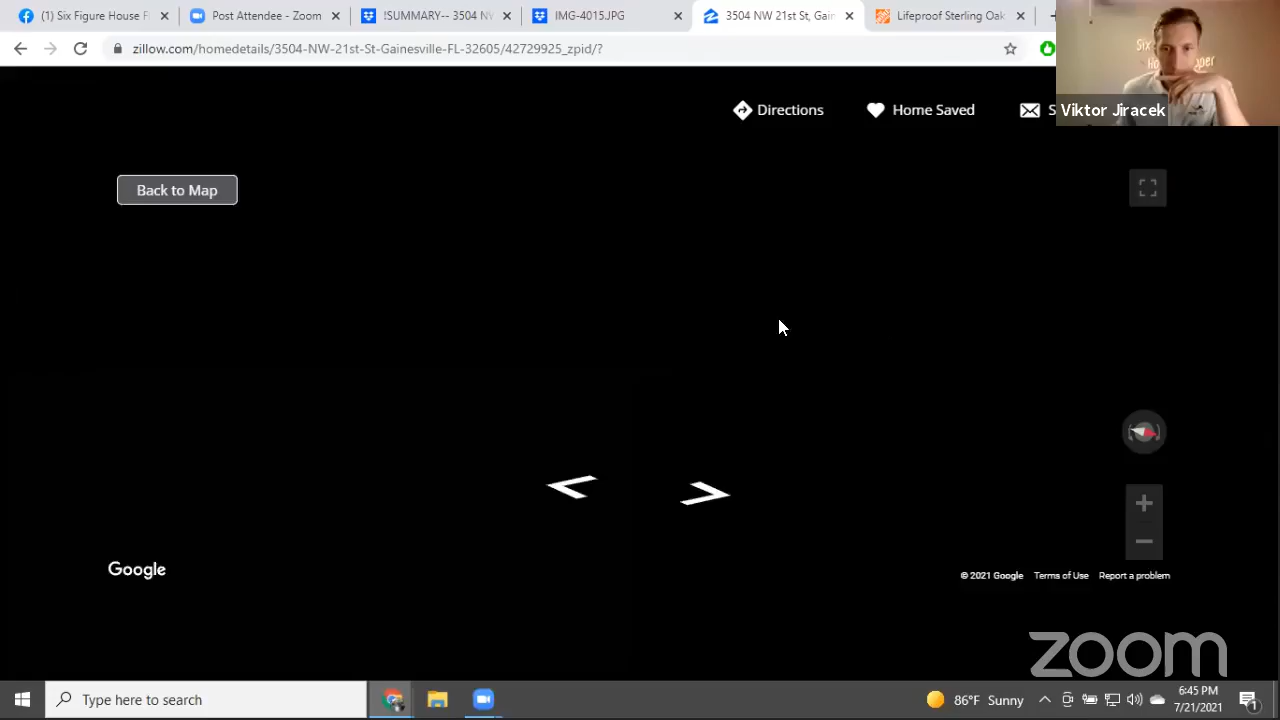 (1) Six Figure House F
Post Attendee - Zoom
!SUMMARY-- 3504 NW
IMG-4015.JPG
3504 NW 21st St, Gain
Lifeproof Sterling Oak
zillow.com/homedetails/3504-NW-21st-St-Gainesville-FL-32605/42729925_zpid/?
Directions
Home Saved
S
Viktor Jiracek
Back to Map
Google
© 2021 Google
Terms of Use
Report a problem
zoom
Type here to search
86°F Sunny
6:45 PM
7/21/2021
1